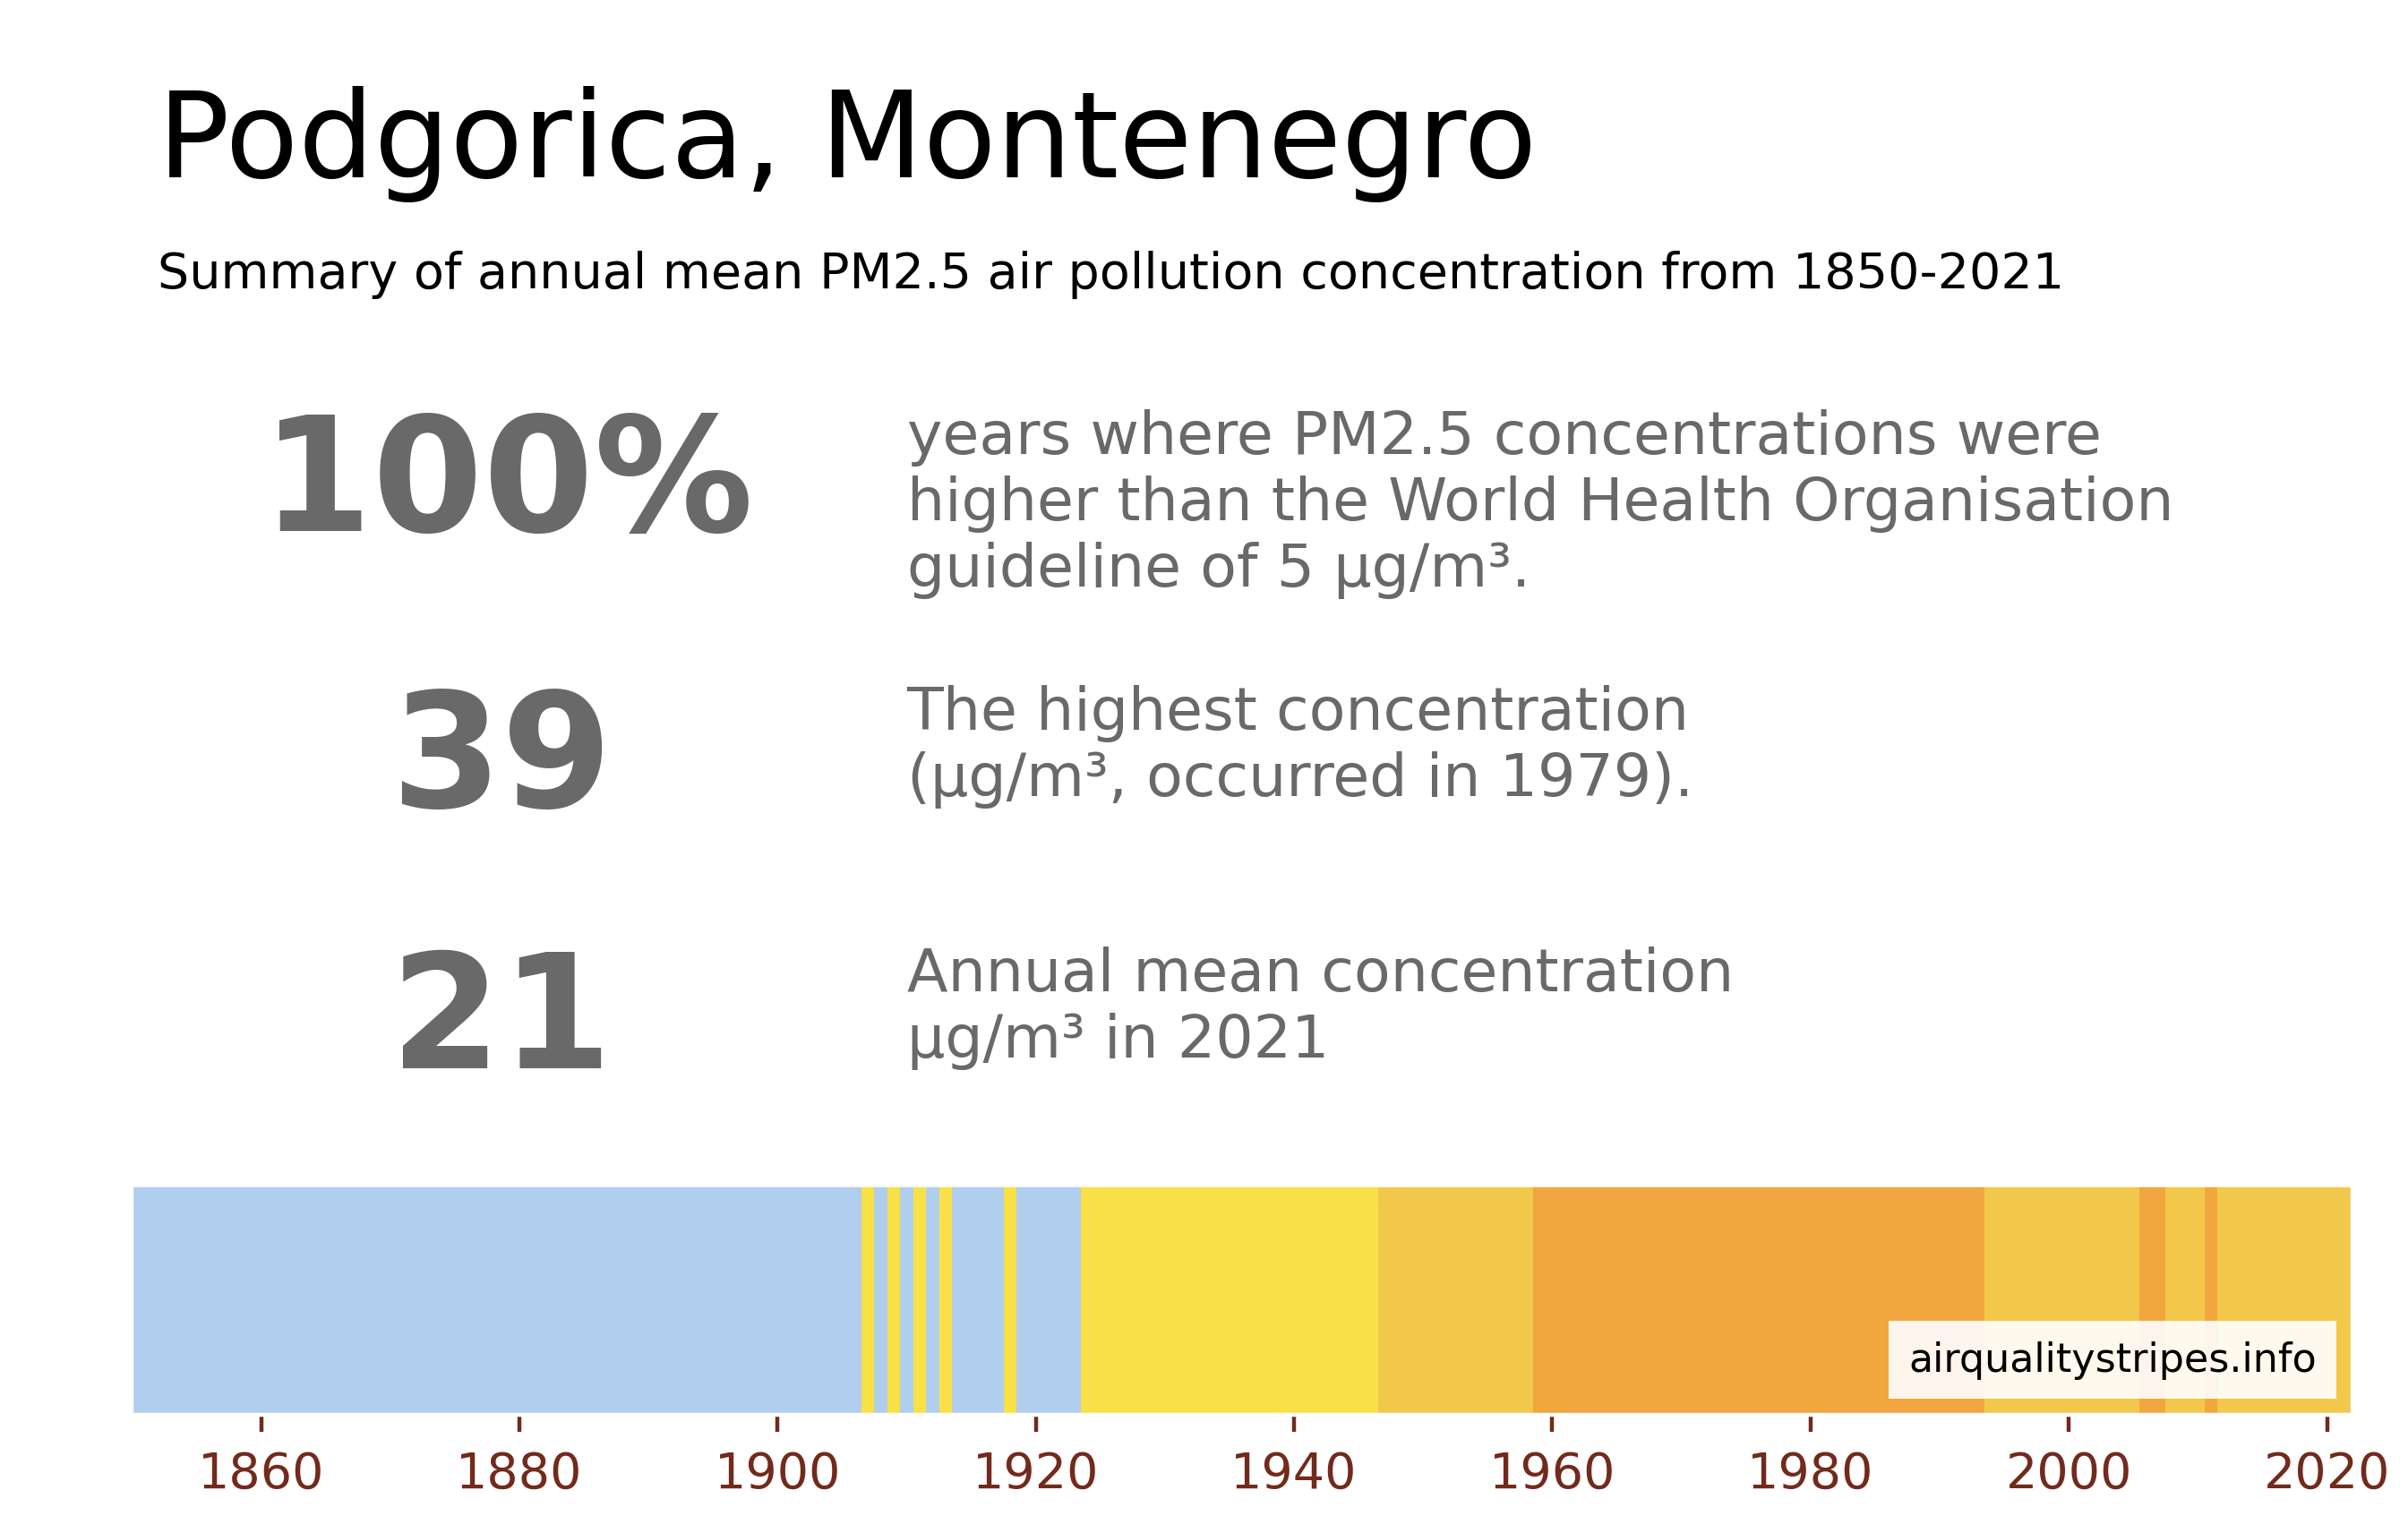 Podgorica, Montenegro
Summary of annual mean PM2.5 air pollution concentration from 1850-2021
100%
years where PM2.5 concentrations were
higher than the World Health Organisation
guideline of 5 µg/m³.
39
The highest concentration
(µg/m³, occurred in 1979).
21
Annual mean concentration
µg/m³ in 2021
airqualitystripes.info
1860 1880 1900 1920 1940 1960 1980 2000 2020